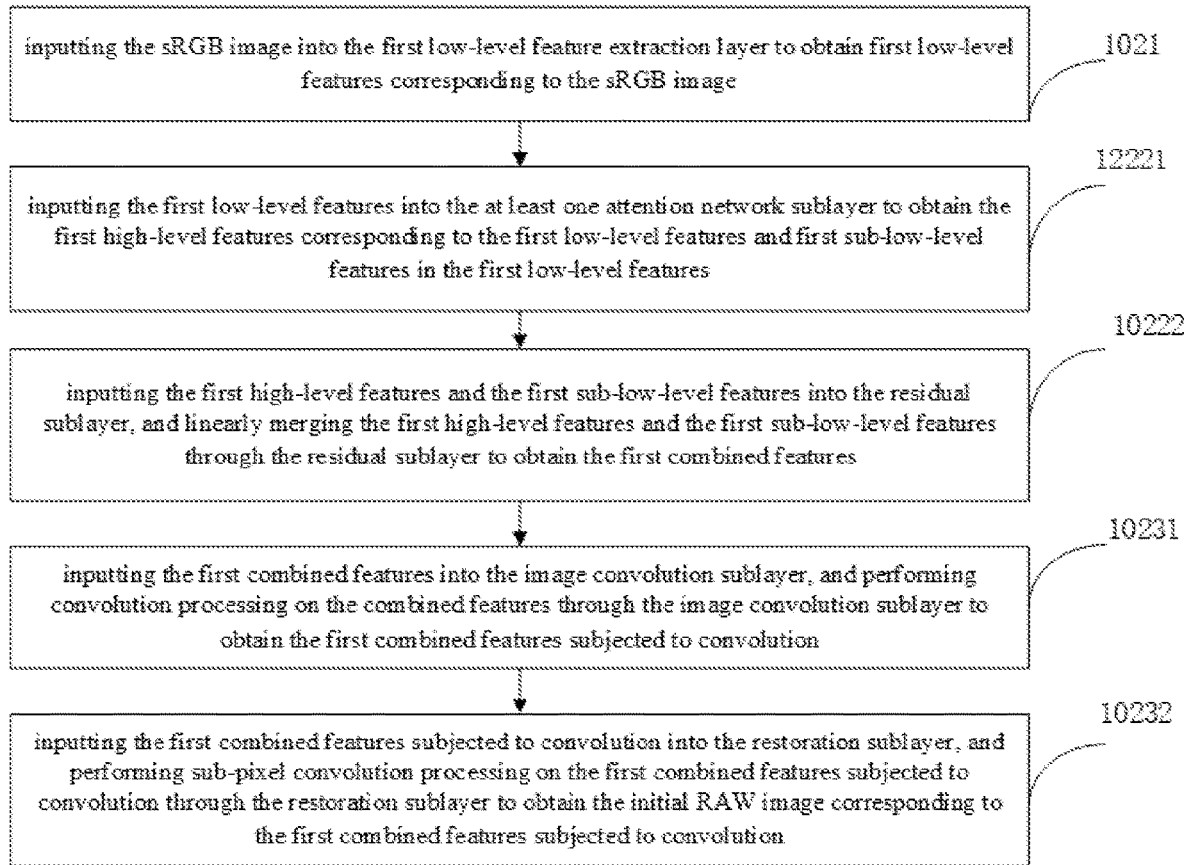 inputting the sRGB image into the first low-level feature extraction layer to obtain first low-level
features corresponding to the sRGB image
1021
inputting the first low-level features into the at least one attention network sublayer to obtain the
first high-level features corresponding to the first low-level features and first sub-low-level
features in the first low-level features
12221
inputting the first high-level features and the first sub-low-level features into the residual
sublayer, and linearly merging the first high-level features and the first sub-low-level features
through the residual sublayer to obtain the first combined features
10222
inputting the first combined features into the image convolution sublayer, and performing
convolution processing on the combined features through the image convolution sublayer to
obtain the first combined features subjected to convolution
10231
inputting the first combined features subjected to convolution into the restoration sublayer, and
performing sub-pixel convolution processing on the first combined features subjected to
convolution through the restoration sublayer to obtain the initial RAW image corresponding to
the first combined features subjected to convolution
10232